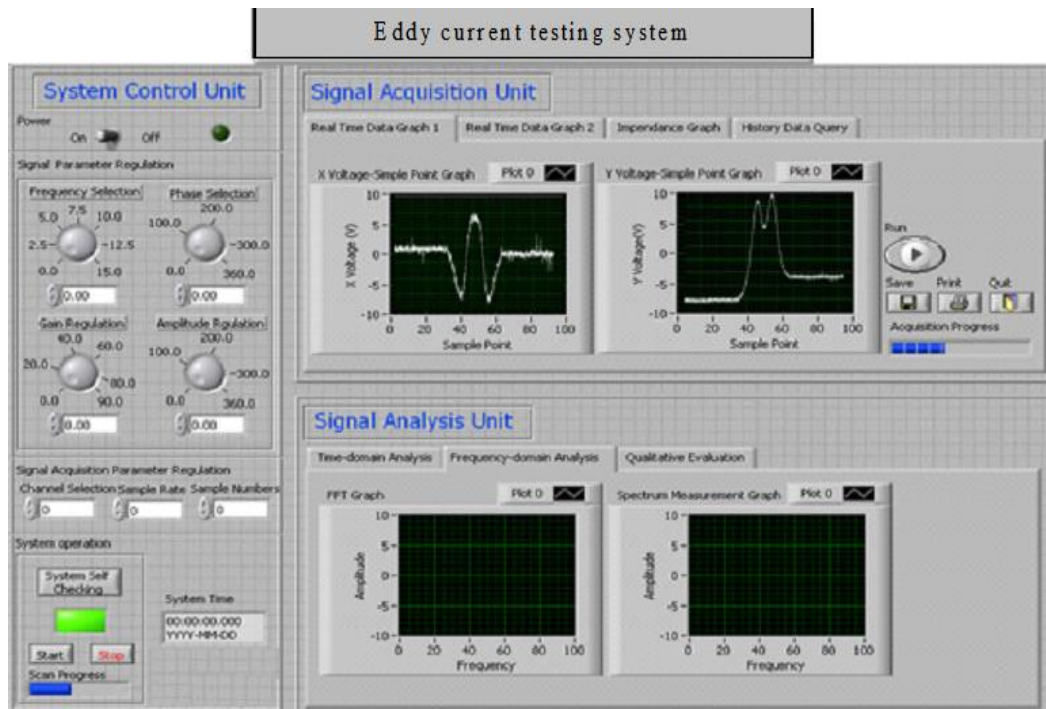 Eddy current testing system
System Control Unit
Power
On Off
Signal Parameter Regulation
Frequency Selection
0.0 2.5 5.0 7.5 10.0 12.5 15.0
0.00
Phase Selection
0.0 100.0 200.0 300.0 360.0
0.00
Gain Regulation
0.0 20.0 40.0 60.0 80.0 90.0
0.00
Amplitude Rgulation
0.0 100.0 200.0 300.0 360.0
0.00
Signal Acquisition Parameter Regulation
Channel Selection Sample Rate Sample Numbers
0 0 0
System operation
System Self
Checking
Start Stop
Scan Progress
System Time
00:00:00.000
YYYY-MM-DD
Signal Acquisition Unit
Real Time Data Graph 1 Real Time Data Graph 2 Impendance Graph History Data Query
X Voltage-Simple Point Graph Plot 0
X Voltage (V)
10
5
0
-5
-10
0 20 40 60 80 100
Sample Point
Y Voltage-Simple Point Graph Plot 0
Y Voltage(V)
10
5
0
-5
-10
0 20 40 60 80 100
Sample Point
Run
Save Print Quit
Acquisition Progress
Signal Analysis Unit
Time-domain Analysis Frequency-domain Analysis Qualitative Evaluation
FFT Graph Plot 0
Amplitude
10
5
0
-5
-10
0 20 40 60 80 100
Frequency
Spectrum Measurement Graph Plot 0
Amplitude
10
5
0
-5
-10
0 20 40 60 80 100
Frequency